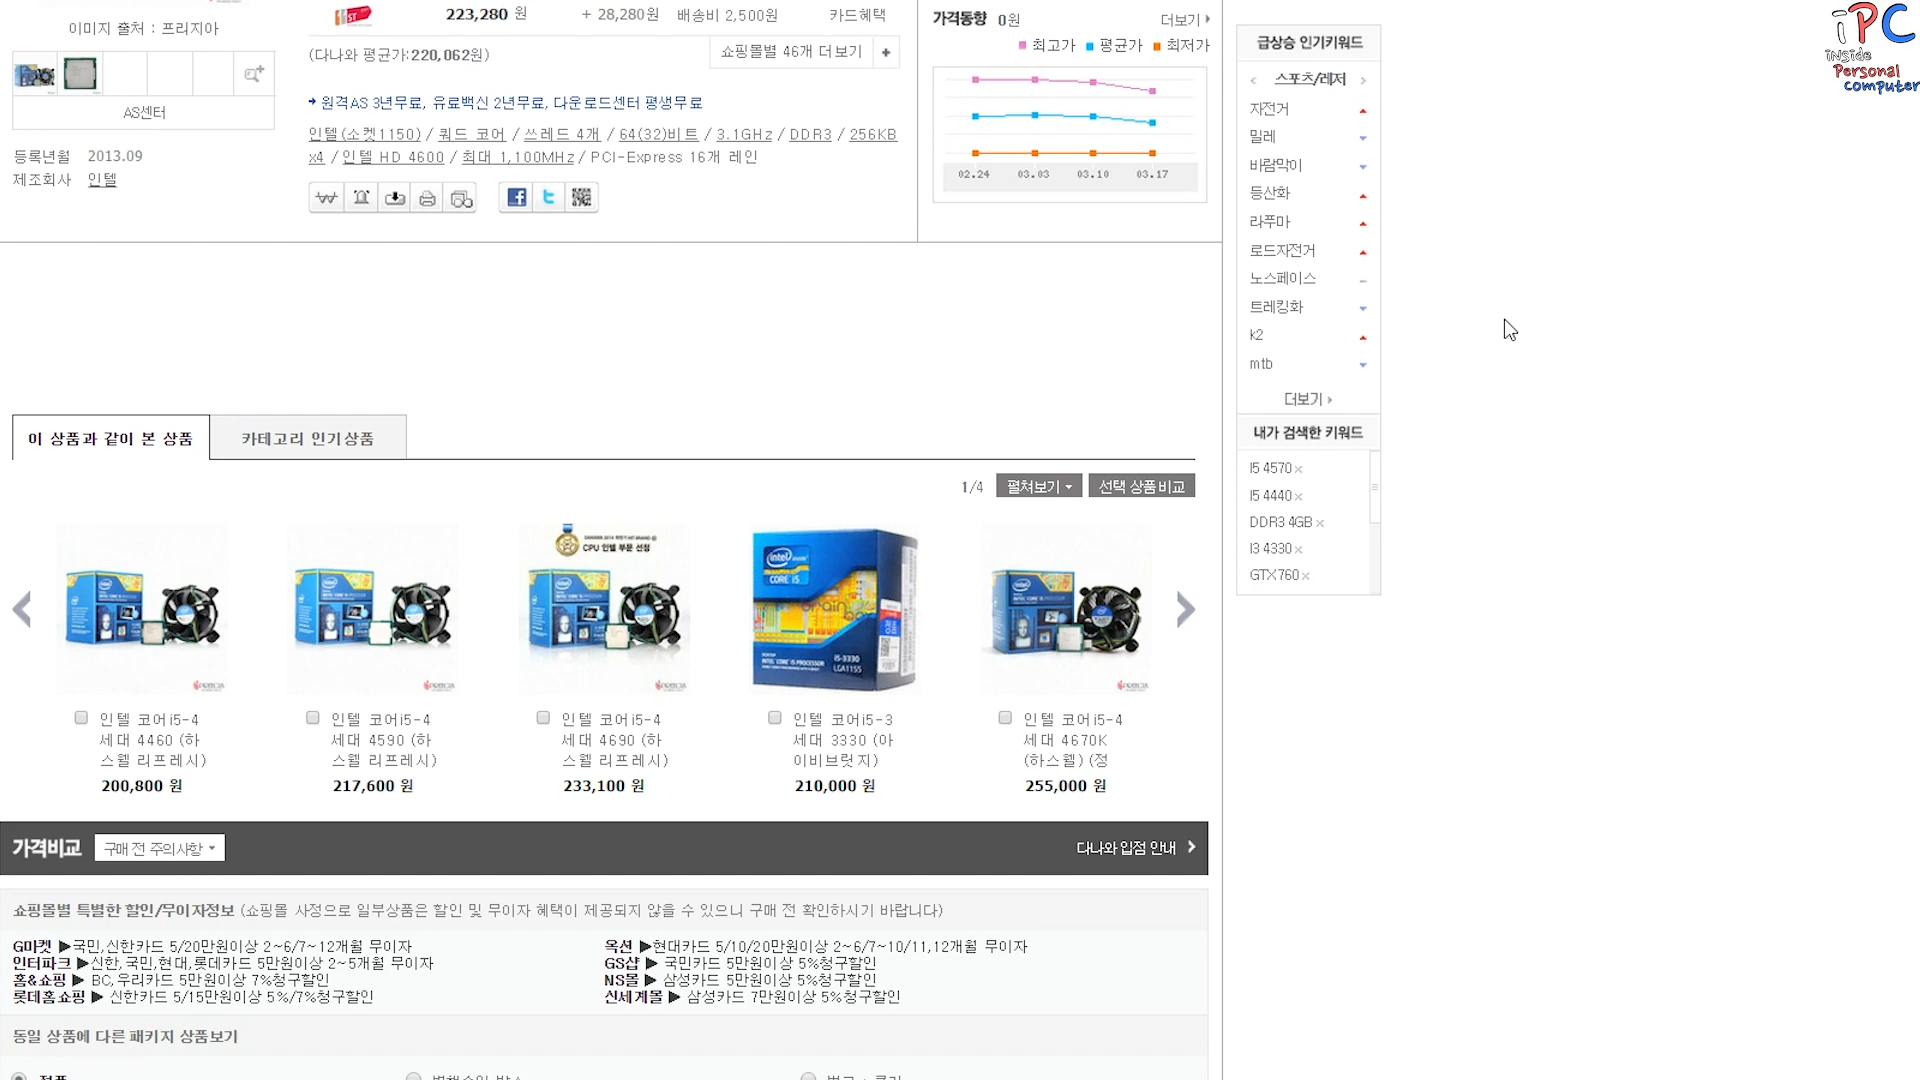 이미지 출처 : 프리지아
AS센터
등록년월 2013.09
제조회사 인텔
223,280 원 + 28,280원 배송비 2,500원 카드혜택
(다나와 평균가:220,062원)
쇼핑몰별 46개 더보기 +
원격AS 3년무료, 유료백신 2년무료, 다운로드센터 평생무료
인텔(소켓1150) / 쿼드 코어 / 쓰레드 4개 / 64(32)비트 / 3.1GHz / DDR3 / 256KB
x4 / 인텔 HD 4600 / 최대 1,100MHz / PCI-Express 16개 레인
가격동향 0원 더보기
최고가 평균가 최저가
02.24 03.03 03.10 03.17
급상승 인기키워드
스포츠/레저
자전거
밀레
바람막이
등산화
라푸마
로드자전거
노스페이스
트레킹화
k2
mtb
더보기
내가 검색한 키워드
I5 4570
I5 4440
DDR3 4GB
I3 4330
GTX760
iPC
iNside
Personal
Computer
이 상품과 같이 본 상품 카테고리 인기상품
1/4 펼쳐보기 선택 상품비교
DANAWA 2014 하반기 HIT BRAND
CPU 인텔 부문 선정
인텔 코어i5-4
세대 4460 (하
스웰 리프레시)
200,800 원
인텔 코어i5-4
세대 4590 (하
스웰 리프레시)
217,600 원
인텔 코어i5-4
세대 4690 (하
스웰 리프레시)
233,100 원
intel
CORE i5
INTEL CORE i5 PROCESSOR
i5-3330
LGA1155
인텔 코어i5-3
세대 3330 (아
이비브릿지)
210,000 원
인텔 코어i5-4
세대 4670K
(하스웰) (정
255,000 원
가격비교 구매 전 주의사항 다나와 입점 안내
쇼핑몰별 특별한 할인/무이자정보 (쇼핑몰 사정으로 일부상품은 할인 및 무이자 혜택이 제공되지 않을 수 있으니 구매 전 확인하시기 바랍니다)
G마켓 ▶국민,신한카드 5/20만원이상 2~6/7~12개월 무이자
인터파크 ▶신한,국민,현대,롯데카드 5만원이상 2~5개월 무이자
홈&쇼핑 ▶ BC,우리카드 5만원이상 7%청구할인
롯데홈쇼핑 ▶ 신한카드 5/15만원이상 5%/7%청구할인
옥션 ▶현대카드 5/10/20만원이상 2~6/7~10/11,12개월 무이자
GS샵 ▶ 국민카드 5만원이상 5%청구할인
NS몰 ▶ 삼성카드 5만원이상 5%청구할인
신세계몰 ▶ 삼성카드 7만원이상 5%청구할인
동일 상품에 다른 패키지 상품보기
정품